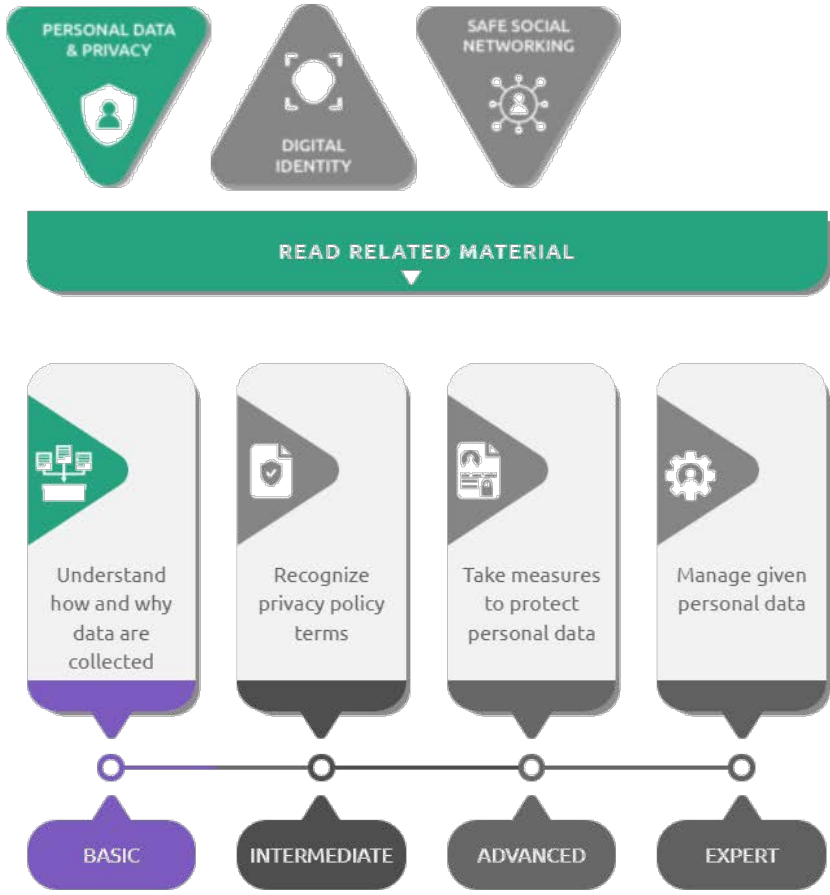 PERSONAL DATA
& PRIVACY
DIGITAL
IDENTITY
SAFE SOCIAL
NETWORKING
READ RELATED MATERIAL
Understand
how and why
data are
collected
Recognize
privacy policy
terms
Take measures
to protect
personal data
Manage given
personal data
BASIC
INTERMEDIATE
ADVANCED
EXPERT